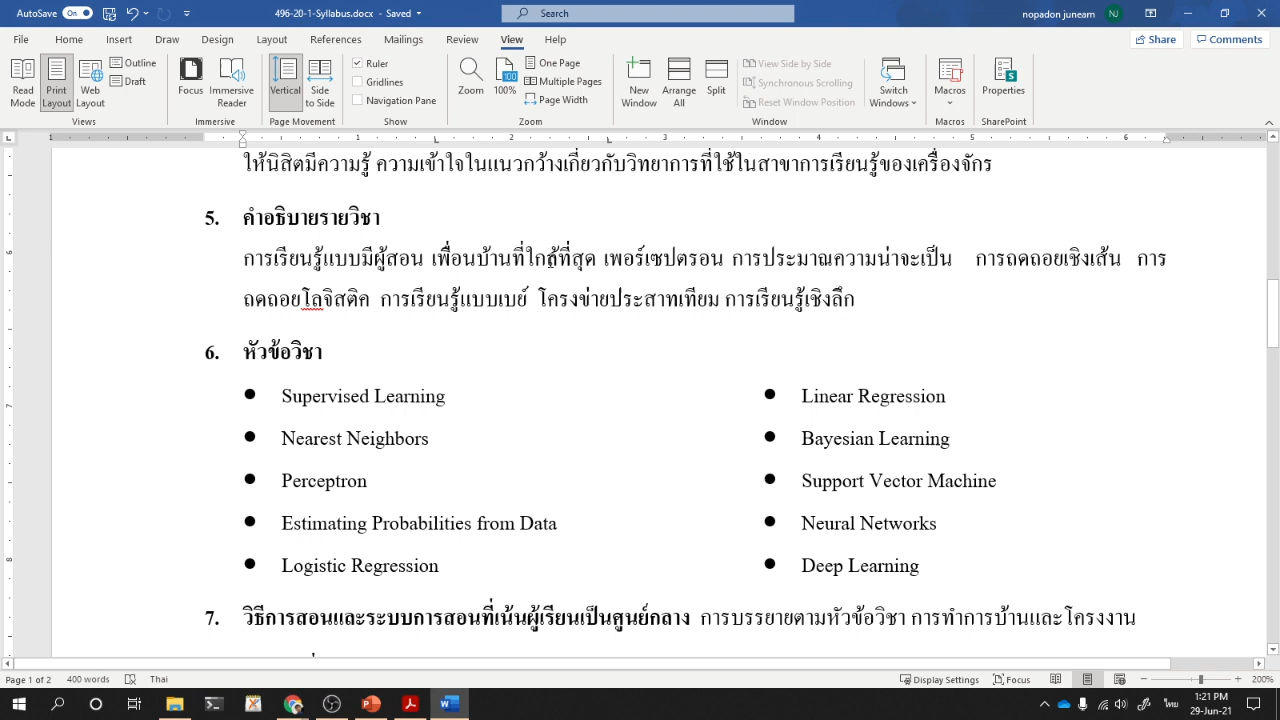 AutoSave On 496-20-1-Syllabus.docx - Saved Search nopadon juneam NJ
File Home Insert Draw Design Layout References Mailings Review View Help Share Comments
Read Mode Print Layout Web Layout Outline Draft Focus Immersive Reader Vertical Side to Side Ruler Gridlines Navigation Pane Zoom 100 100% One Page Multiple Pages Page Width New Window Arrange All Split View Side by Side Synchronous Scrolling Reset Window Position Switch Windows Macros Properties
Views Immersive Page Movement Show Zoom Window Macros SharePoint
1 1 2 3 4 5 6
ให้นิสิตมีความรู้ ความเข้าใจในแนวกว้างเกี่ยวกับวิทยาการที่ใช้ในสาขาการเรียนรู้ของเครื่องจักร
5. คำอธิบายรายวิชา
การเรียนรู้แบบมีผู้สอน เพื่อนบ้านที่ใกล้ที่สุด เพอร์เซปตรอน การประมาณความน่าจะเป็น การถดถอยเชิงเส้น การ
ถดถอยโลจิสติค การเรียนรู้แบบเบย์ โครงข่ายประสาทเทียม การเรียนรู้เชิงลึก
6. หัวข้อวิชา
● Supervised Learning ● Linear Regression
● Nearest Neighbors ● Bayesian Learning
● Perceptron ● Support Vector Machine
● Estimating Probabilities from Data ● Neural Networks
● Logistic Regression ● Deep Learning
7. วิธีการสอนและระบบการสอนที่เน้นผู้เรียนเป็นศูนย์กลาง การบรรยายตามหัวข้อวิชา การทำการบ้านและโครงงาน
Page 1 of 2 400 words Thai Display Settings Focus 200%
ไทย 1:21 PM
29-Jun-21